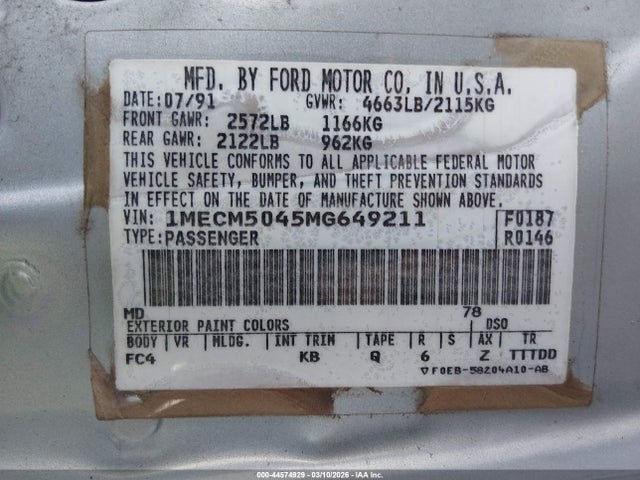 MFD. BY FORD MOTOR CO. IN U.S.A.
DATE: 07/91 GVWR: 4663LB/2115KG
FRONT GAWR: 2572LB 1166KG
REAR GAWR: 2122LB 962KG
THIS VEHICLE CONFORMS TO ALL APPLICABLE FEDERAL MOTOR
VEHICLE SAFETY, BUMPER, AND THEFT PREVENTION STANDARDS
IN EFFECT ON THE DATE OF MANUFACTURE SHOWN ABOVE.
VIN: 1MECM5045MG649211 F0187
TYPE: PASSENGER R0146
MD 78
EXTERIOR PAINT COLORS DSO
BODY VR MLDG. INT TRIM TAPE R S AX TR
FC4 KB Q 6 Z TTTDD
▽F0EB-58204A10-AB
000-44574929 - 03/10/2026 - IAAI.COM